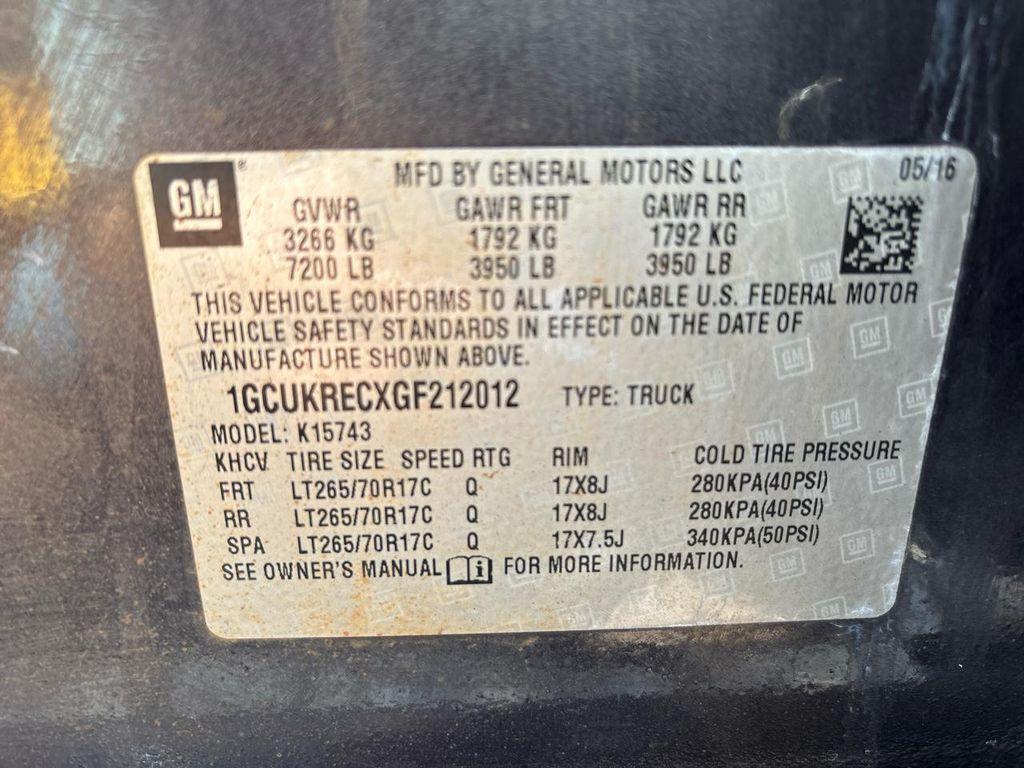 GM
MFD BY GENERAL MOTORS LLC 05/16
GVWR GAWR FRT GAWR RR
3266 KG 1792 KG 1792 KG
7200 LB 3950 LB 3950 LB
THIS VEHICLE CONFORMS TO ALL APPLICABLE U.S. FEDERAL MOTOR
VEHICLE SAFETY STANDARDS IN EFFECT ON THE DATE OF
MANUFACTURE SHOWN ABOVE.
1GCUKRECXGF212012 TYPE: TRUCK
MODEL: K15743
KHCV TIRE SIZE SPEED RTG RIM COLD TIRE PRESSURE
FRT LT265/70R17C Q 17X8J 280KPA(40PSI)
RR LT265/70R17C Q 17X8J 280KPA(40PSI)
SPA LT265/70R17C Q 17X7.5J 340KPA(50PSI)
SEE OWNER'S MANUAL i FOR MORE INFORMATION.